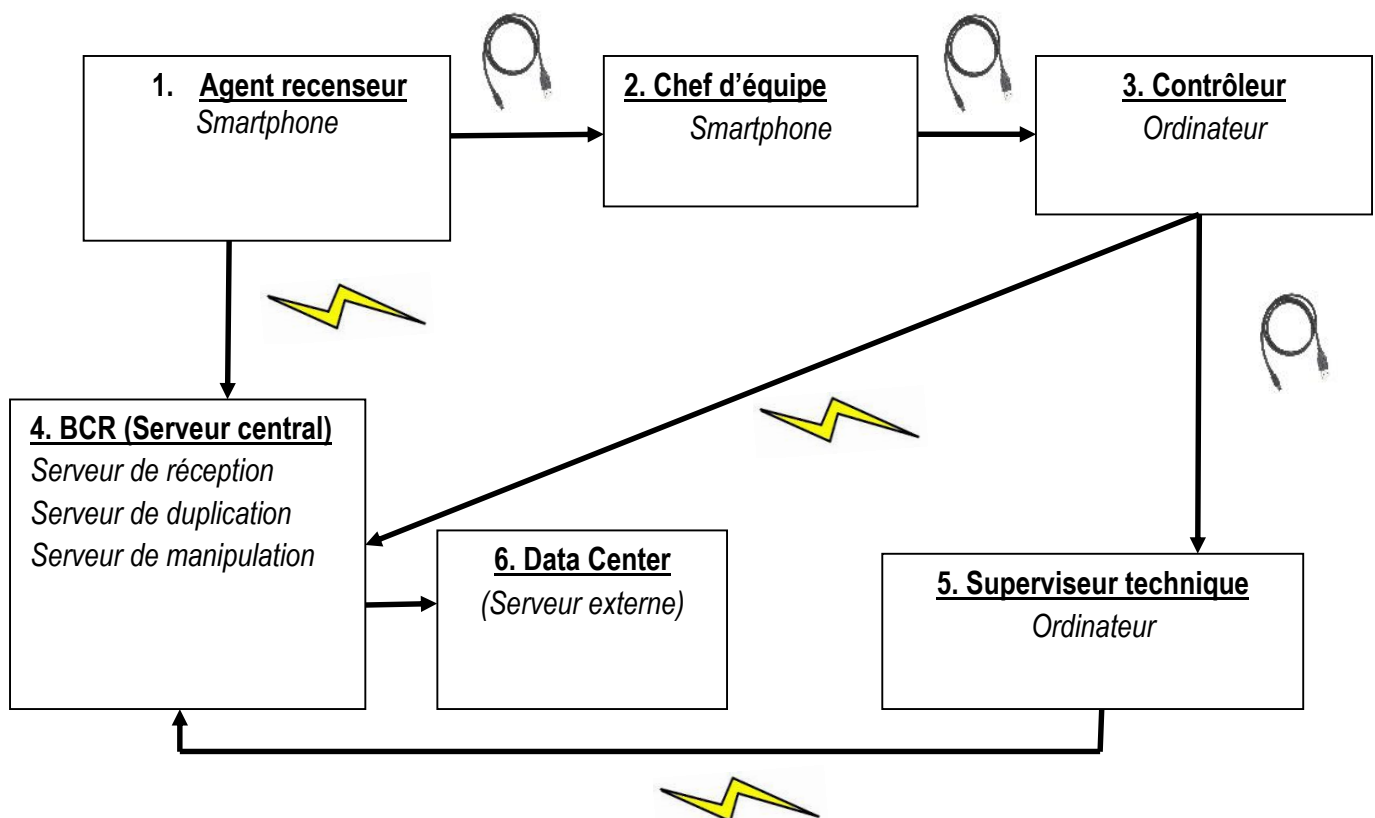 1. Agent recenseur
Smartphone
2. Chef d’équipe
Smartphone
3. Contrôleur
Ordinateur
4. BCR (Serveur central)
Serveur de réception
Serveur de duplication
Serveur de manipulation
6. Data Center
(Serveur externe)
5. Superviseur technique
Ordinateur